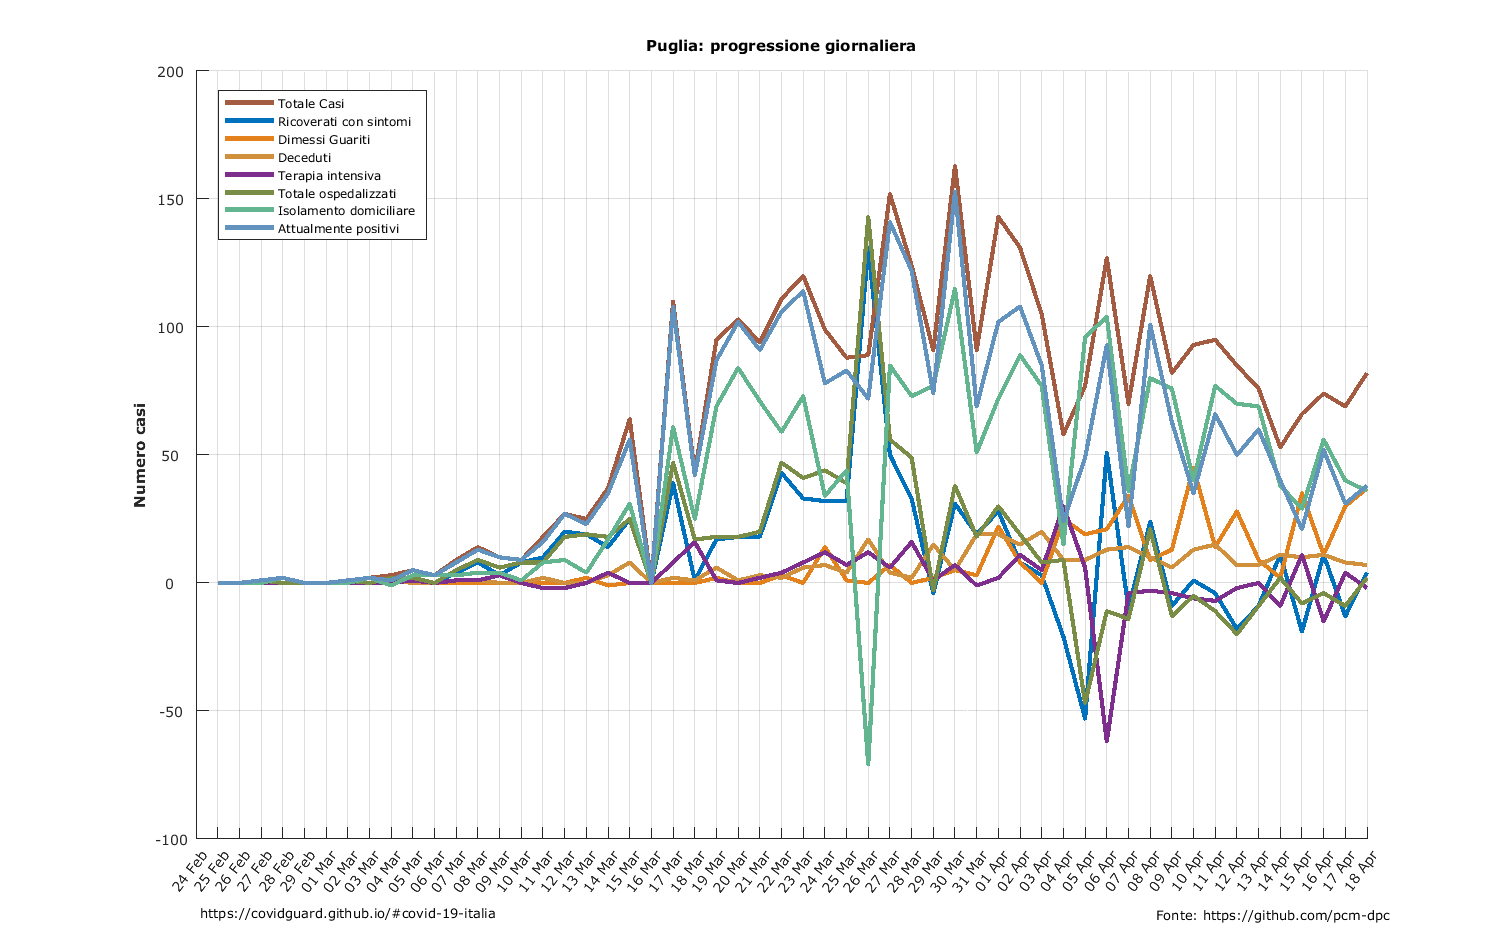 Puglia: progressione giornaliera
200
150
100
50
0
-50
-100
Numero casi
Totale Casi
Ricoverati con sintomi
Dimessi Guariti
Deceduti
Terapia intensiva
Totale ospedalizzati
Isolamento domiciliare
Attualmente positivi
24 Feb
25 Feb
26 Feb
27 Feb
28 Feb
29 Feb
01 Mar
02 Mar
03 Mar
04 Mar
05 Mar
06 Mar
07 Mar
08 Mar
09 Mar
10 Mar
11 Mar
12 Mar
13 Mar
14 Mar
15 Mar
16 Mar
17 Mar
18 Mar
19 Mar
20 Mar
21 Mar
22 Mar
23 Mar
24 Mar
25 Mar
26 Mar
27 Mar
28 Mar
29 Mar
30 Mar
31 Mar
01 Apr
02 Apr
03 Apr
04 Apr
05 Apr
06 Apr
07 Apr
08 Apr
09 Apr
10 Apr
11 Apr
12 Apr
13 Apr
14 Apr
15 Apr
16 Apr
17 Apr
18 Apr
https://covidguard.github.io/#covid-19-italia
Fonte: https://github.com/pcm-dpc